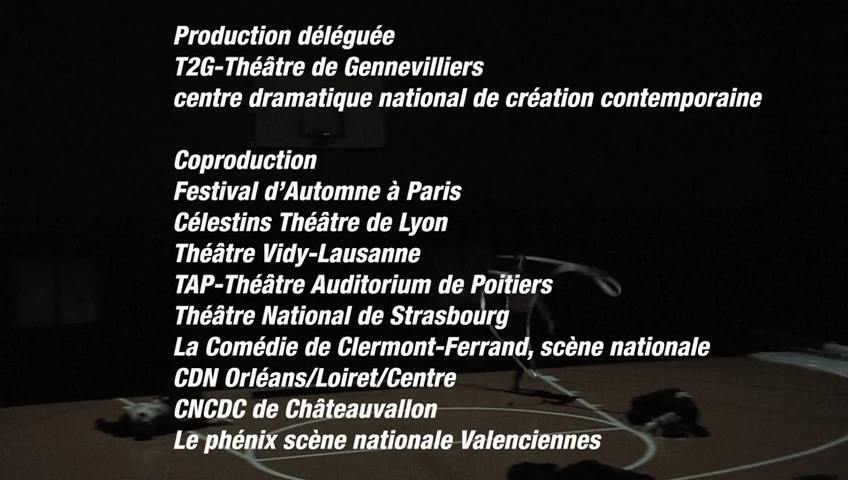 Production déléguée
T2G-Théâtre de Gennevilliers
centre dramatique national de création contemporaine
Coproduction
Festival d'Automne à Paris
Célestins Théâtre de Lyon
Théâtre Vidy-Lausanne
TAP-Théâtre Auditorium de Poitiers
Théâtre National de Strasbourg
La Comédie de Clermont-Ferrand, scène nationale
CDN Orléans/Loiret/Centre
CNCDC de Châteauvallon
Le phénix scène nationale Valenciennes